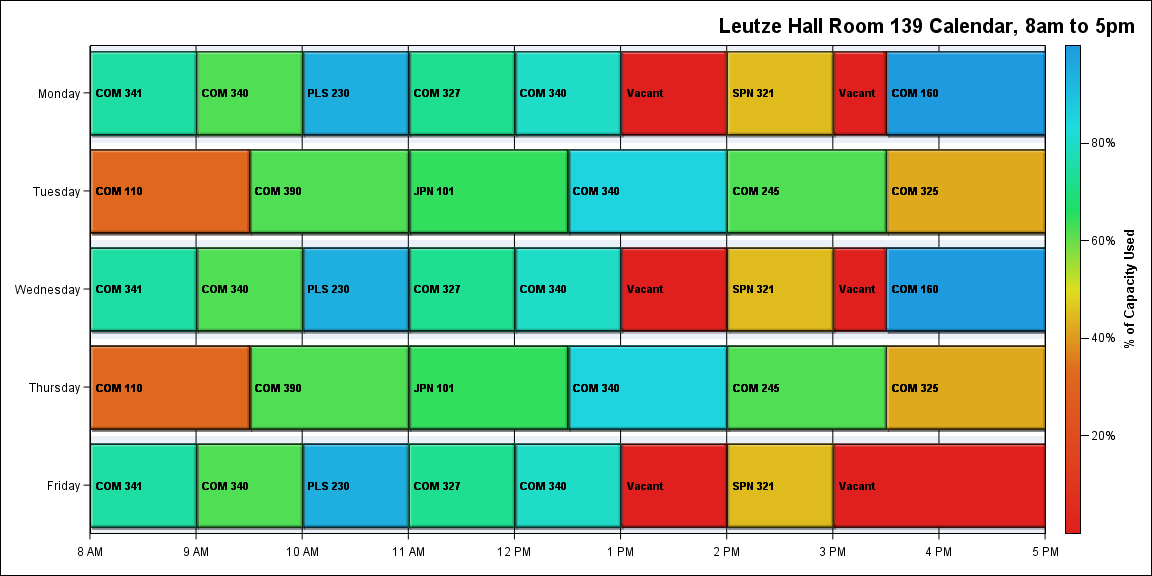 Leutze Hall Room 139 Calendar, 8am to 5pm
Monday
COM 341
COM 340
PLS 230
COM 327
COM 340
Vacant
SPN 321
Vacant
COM 160
Tuesday
COM 110
COM 390
JPN 101
COM 340
COM 245
COM 325
Wednesday
COM 341
COM 340
PLS 230
COM 327
COM 340
Vacant
SPN 321
Vacant
COM 160
Thursday
COM 110
COM 390
JPN 101
COM 340
COM 245
COM 325
Friday
COM 341
COM 340
PLS 230
COM 327
COM 340
Vacant
SPN 321
Vacant
8 AM
9 AM
10 AM
11 AM
12 PM
1 PM
2 PM
3 PM
4 PM
5 PM
80%
60%
40%
20%
% of Capacity Used